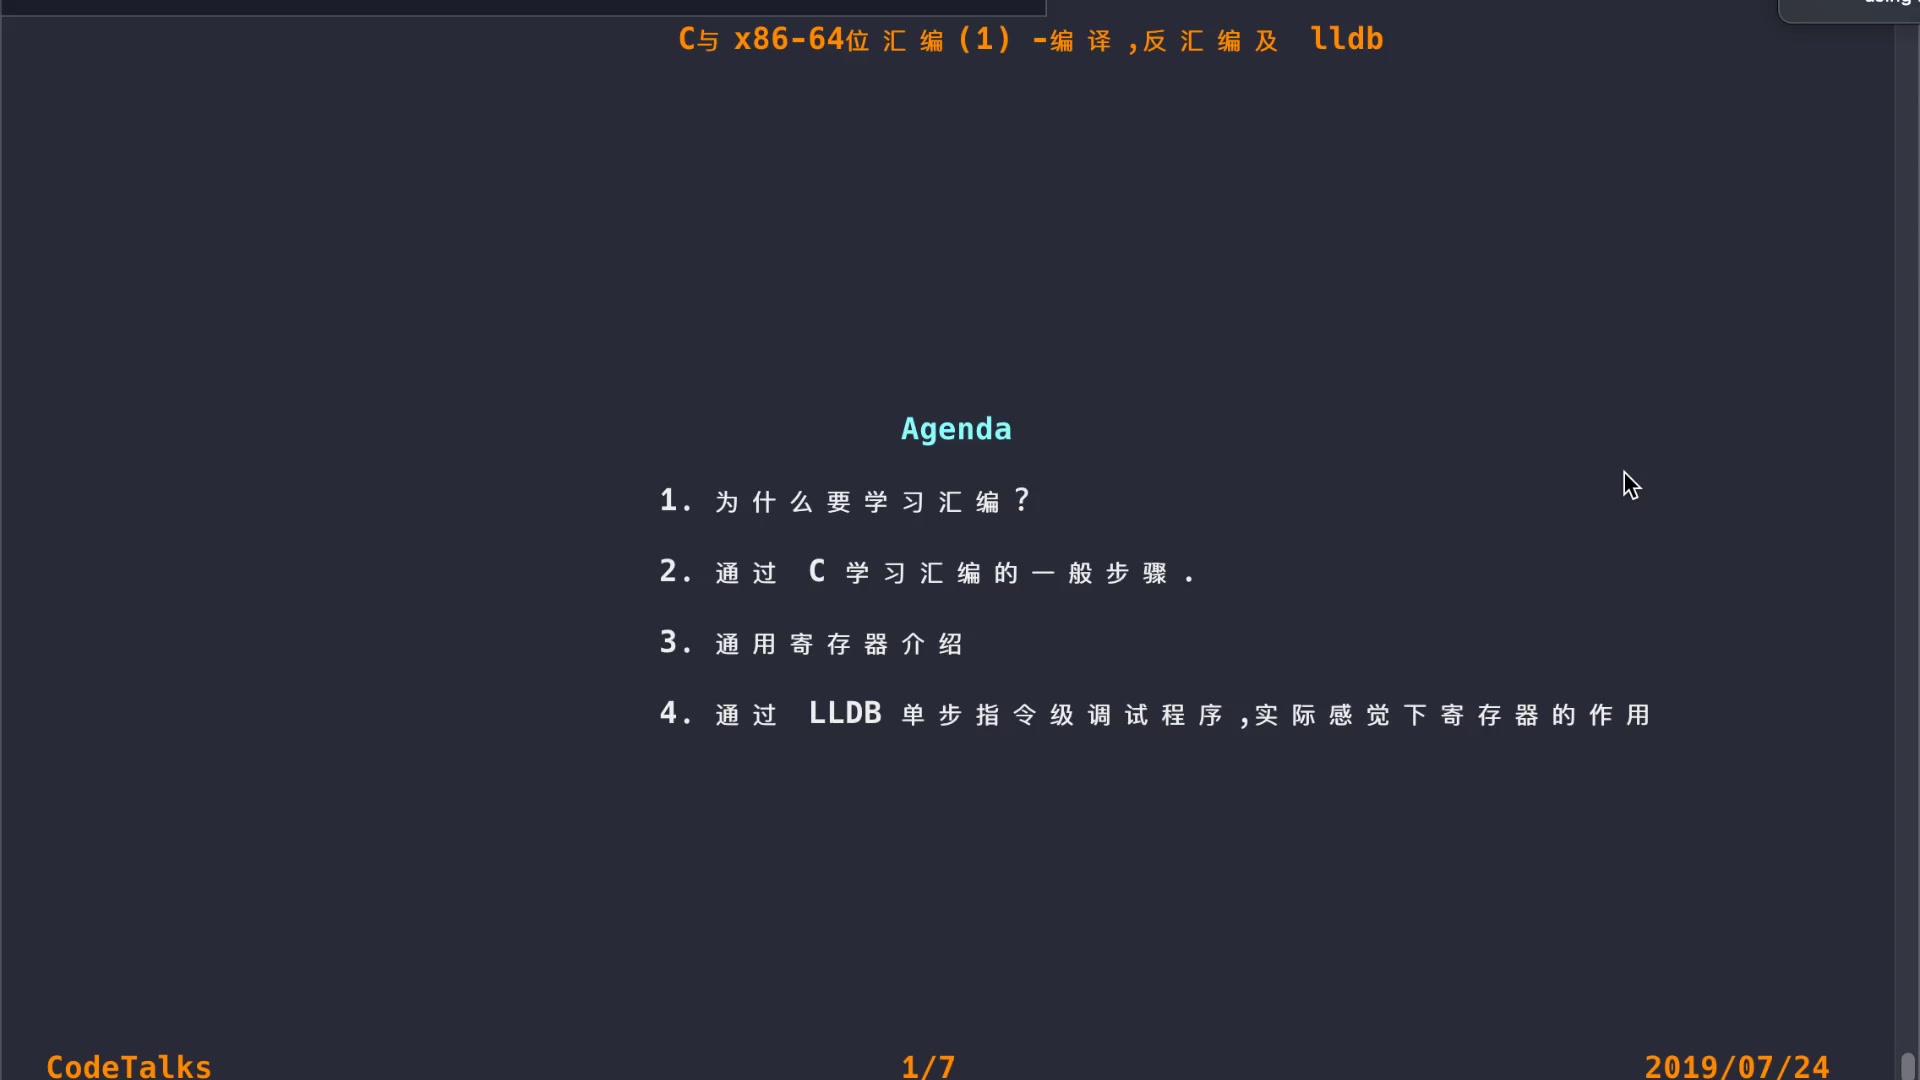 C与 x86-64位汇编(1) -编译,反汇编及 lldb
Agenda
1. 为什么要学习汇编?
2. 通过 C 学习汇编的一般步骤.
3. 通用寄存器介绍
4. 通过 LLDB 单步指令级调试程序,实际感觉下寄存器的作用
CodeTalks
1/7
2019/07/24